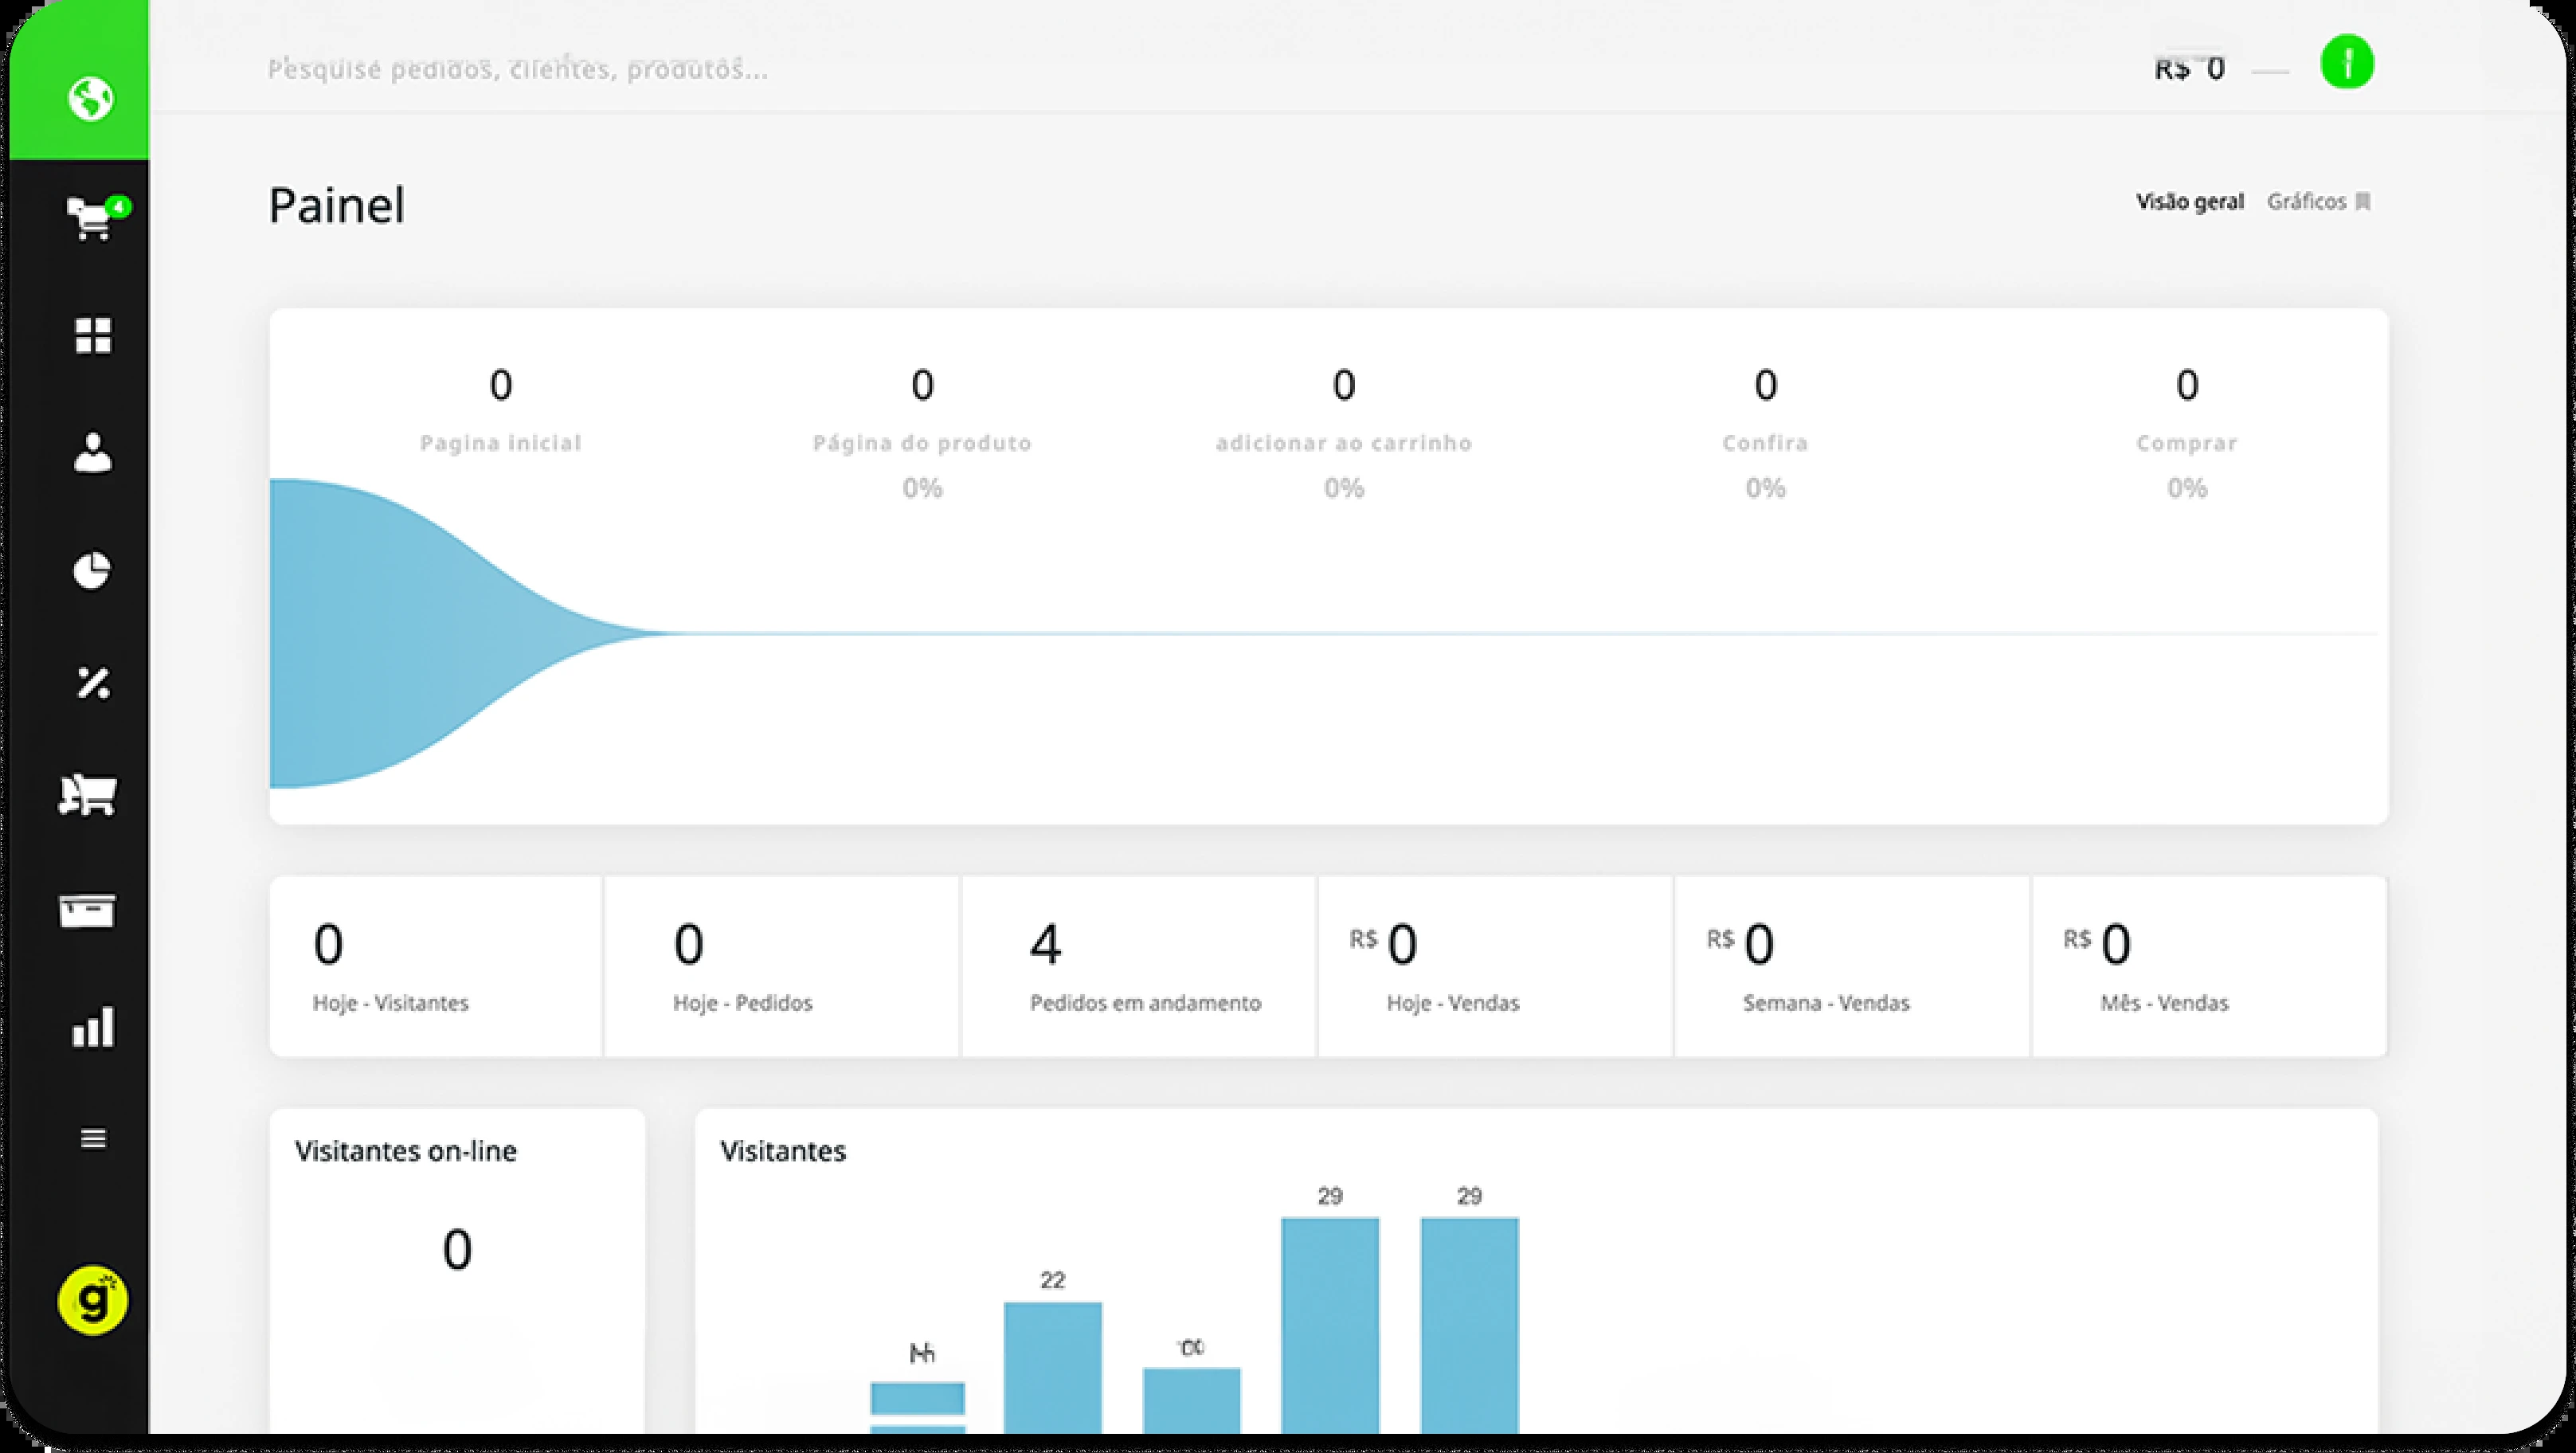 Pesquise pedidos, clientes, produtos...
R$ 0
4
Painel
Visão geral Gráficos
0 0 0 0 0
Pagina inicial Página do produto adicionar ao carrinho Confira Comprar
0% 0% 0% 0%
0 0 4 R$ 0 R$ 0 R$ 0
Hoje - Visitantes Hoje - Pedidos Pedidos em andamento Hoje - Vendas Semana - Vendas Mês - Vendas
Visitantes on-line
0
Visitantes
29 29
22
g